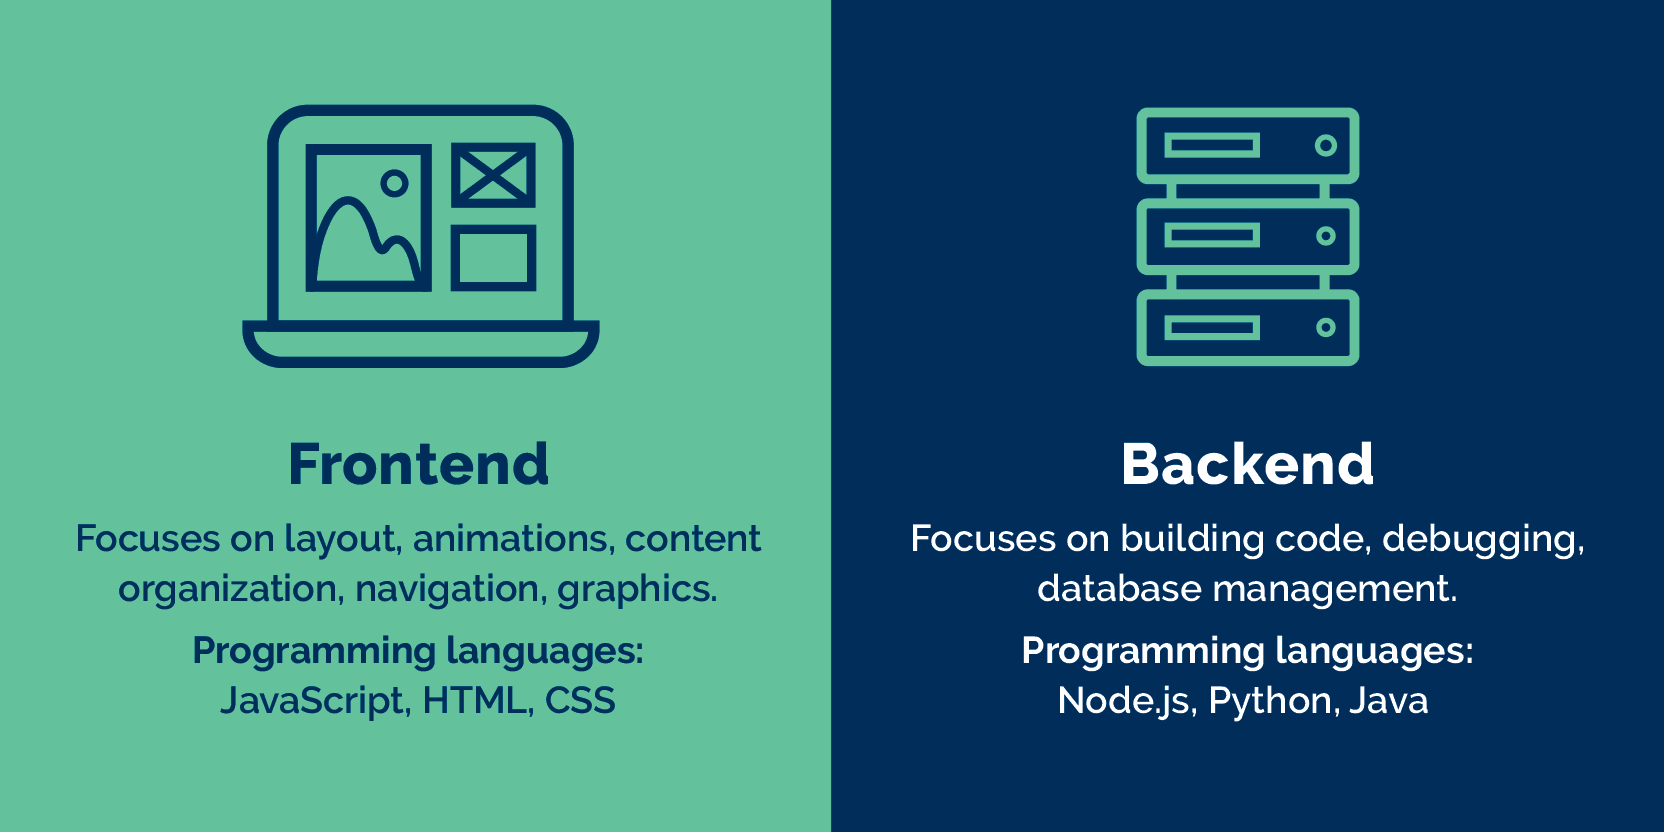 Frontend
Focuses on layout, animations, content
organization, navigation, graphics.
Programming languages:
JavaScript, HTML, CSS
Backend
Focuses on building code, debugging,
database management.
Programming languages:
Node.js, Python, Java